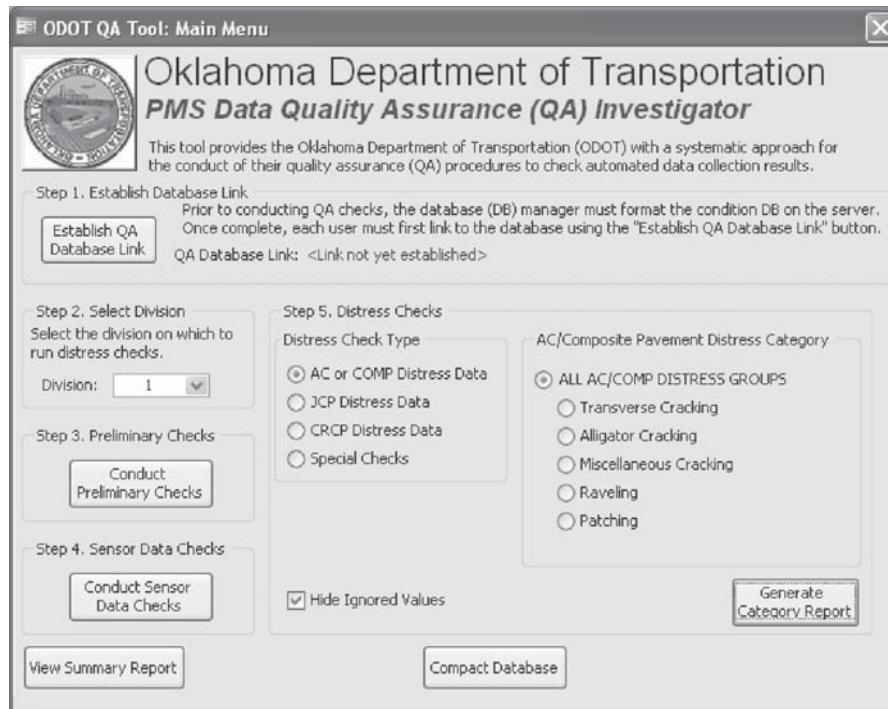 ODOT QA Tool: Main Menu
Oklahoma Department of Transportation
PMS Data Quality Assurance (QA) Investigator
This tool provides the Oklahoma Department of Transportation (ODOT) with a systematic approach for
the conduct of their quality assurance (QA) procedures to check automated data collection results.
Step 1. Establish Database Link
Establish QA
Database Link
Prior to conducting QA checks, the database (DB) manager must format the condition DB on the server.
Once complete, each user must first link to the database using the "Establish QA Database Link" button.
QA Database Link: <Link not yet established>
Step 2. Select Division
Select the division on which to
run distress checks.
Division: 1
Step 3. Preliminary Checks
Conduct
Preliminary Checks
Step 4. Sensor Data Checks
Conduct Sensor
Data Checks
Step 5. Distress Checks
Distress Check Type
AC or COMP Distress Data
JCP Distress Data
CRCP Distress Data
Special Checks
AC/Composite Pavement Distress Category
ALL AC/COMP DISTRESS GROUPS
Transverse Cracking
Alligator Cracking
Miscellaneous Cracking
Raveling
Patching
Hide Ignored Values
Generate
Category Report
View Summary Report
Compact Database